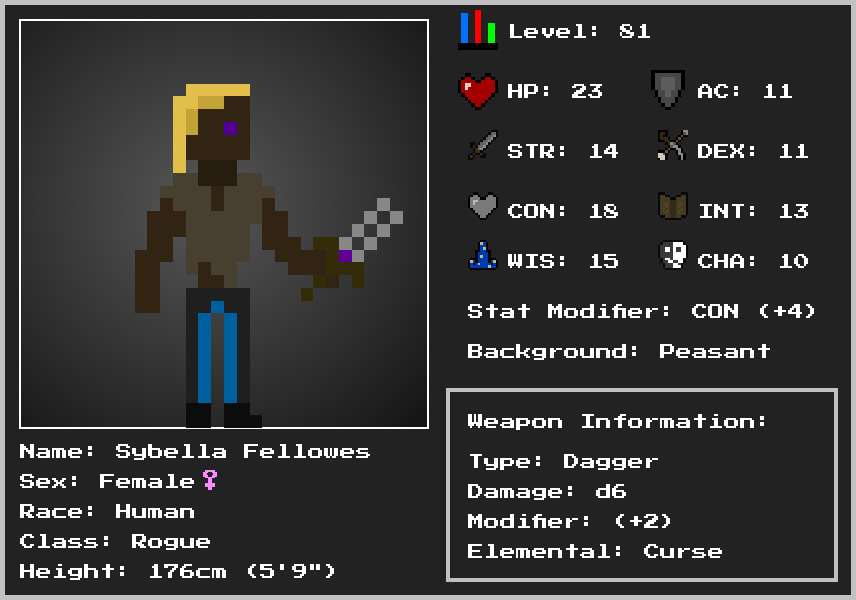 Level: 81
HP: 23 AC: 11
STR: 14 DEX: 11
CON: 18 INT: 13
WIS: 15 CHA: 10
Stat Modifier: CON (+4)
Background: Peasant
Name: Sybella Fellowes
Sex: Female♀
Race: Human
Class: Rogue
Height: 176cm (5'9")
Weapon Information:
Type: Dagger
Damage: d6
Modifier: (+2)
Elemental: Curse